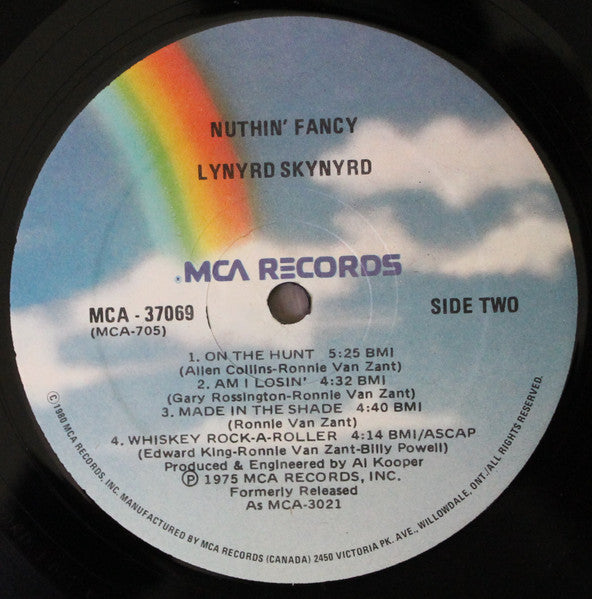 NUTHIN' FANCY
LYNYRD SKYNYRD
®MCA RECORDS
MCA - 37069
(MCA-705)
SIDE TWO
1. ON THE HUNT 5:25 BMI
(Allen Collins-Ronnie Van Zant)
2. AM I LOSIN' 4:32 BMI
(Gary Rossington-Ronnie Van Zant)
3. MADE IN THE SHADE 4:40 BMI
(Ronnie Van Zant)
4. WHISKEY ROCK-A-ROLLER 4:14 BMI/ASCAP
(Edward King-Ronnie Van Zant-Billy Powell)
Produced & Engineered by Al Kooper
Ⓟ 1975 MCA RECORDS, INC.
Formerly Released
As MCA-3021
© 1980 MCA RECORDS, INC. MANUFACTURED BY MCA RECORDS (CANADA) 2450 VICTORIA PK. AVE., WILLOWDALE, ONT./ALL RIGHTS RESERVED.